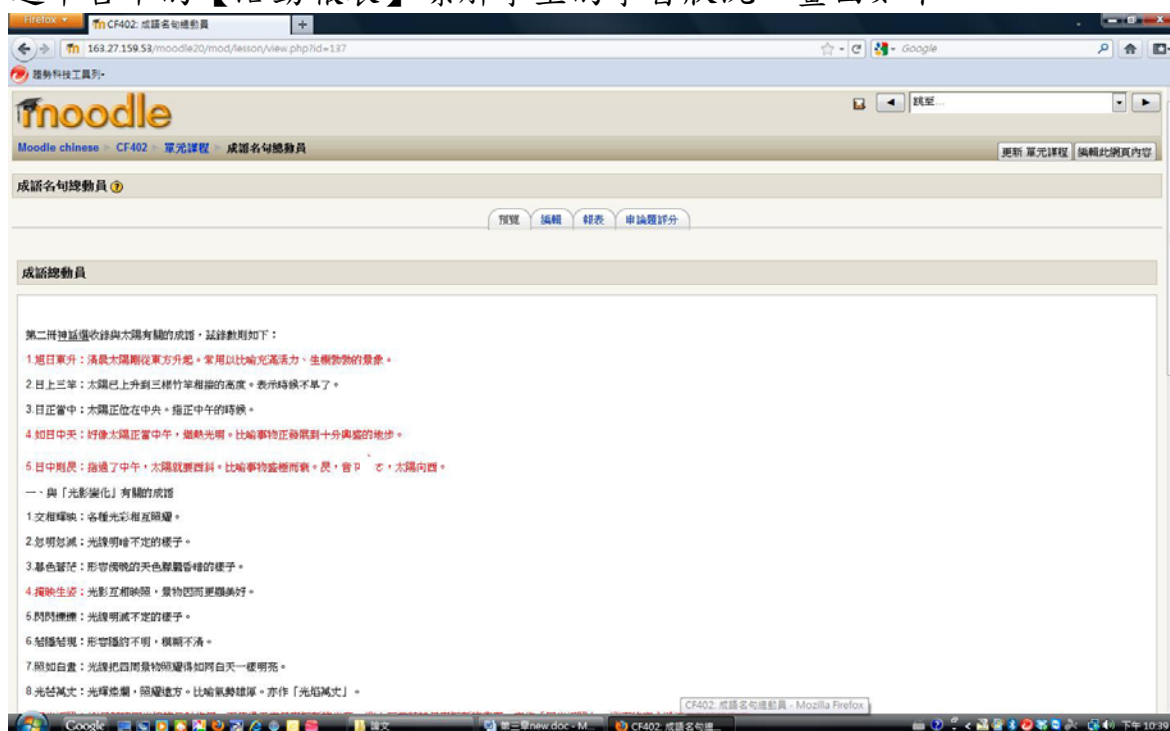 Firefox
CF402: 成語名句總動員
163.27.159.53/moodle20/mod/lesson/view.php?id=137
Google
趨勢科技工具列
moodle
跳至...
Moodle chinese ► CF402 ► 單元課程 ► 成語名句總動員
更新 單元課程 編輯此網頁內容
成語名句總動員
預覽 編輯 報表 申論題評分
成語總動員
第二冊神話選收錄與太陽有關的成語,試錄數則如下:
1.旭日東升:清晨太陽剛從東方升起。常用以比喻充滿活力、生機勃勃的景象。
2.日上三竿:太陽已上升到三根竹竿相接的高度。表示時候不早了。
3.日正當中:太陽正位在中央。指正中午的時候。
4.如日中天:好像太陽正當中午,熾熱光明。比喻事物正發展到十分興盛的地步。
5.日中則昃:指過了中午,太陽就要西斜。比喻事物盛極而衰。昃,音ㄗㄜˋ,太陽向西。
一、與「光影變化」有關的成語
1.交相輝映:各種光彩相互照耀。
2.忽明忽滅:光線明暗不定的樣子。
3.暮色蒼茫:形容傍晚的天色朦朧昏暗的樣子。
4.掩映生姿:光影互相映照,景物因而更顯美好。
5.閃閃爍爍:光線明滅不定的樣子。
6.若隱若現:形容隱約不明,模糊不清。
7.照如白晝:光線把四周景物照耀得如同白天一樣明亮。
8.光芒萬丈:光輝燦爛,照耀遠方。比喻氣勢雄厚。亦作「光焰萬丈」。
CF402: 成語名句總動員 - Mozilla Firefox
Google
論文
第三章new.doc - M...
CF402: 成語名句總...
下午 10:39